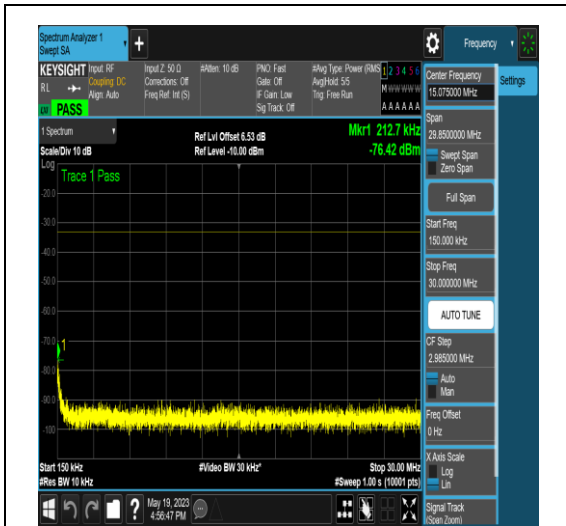 Spectrum Analyzer 1
Swept SA
Frequency
KEYSIGHT
RL
Input: RF
Coupling: DC
Align: Auto
Input Z: 50 Ω
Corrections: Off
Freq Ref: Int (S)
#Atten: 10 dB
PNO: Fast
Gate: Off
IF Gain: Low
Sig Track: Off
#Avg Type: Power (RMS
Avg|Hold: 5/5
Trig: Free Run
1 2 3 4 5 6
M W W W W W
A A A A A A
PASS
1 Spectrum
Scale/Div 10 dB
Ref Lvl Offset 6.53 dB
Ref Level -10.00 dBm
Mkr1 212.7 kHz
-76.42 dBm
Log
Trace 1 Pass
-20.0
-30.0
-40.0
-50.0
-60.0
-70.0
1
-80.0
-90.0
-100
Start 150 kHz
#Res BW 10 kHz
#Video BW 30 kHz*
Stop 30.00 MHz
#Sweep 1.00 s (10001 pts)
May 19, 2023
4:56:47 PM
?
Center Frequency
15.075000 MHz
Settings
Span
29.8500000 MHz
Swept Span
Zero Span
Full Span
Start Freq
150.000 kHz
Stop Freq
30.000000 MHz
AUTO TUNE
CF Step
2.985000 MHz
Auto
Man
Freq Offset
0 Hz
X Axis Scale
Log
Lin
Signal Track
(Span Zoom)